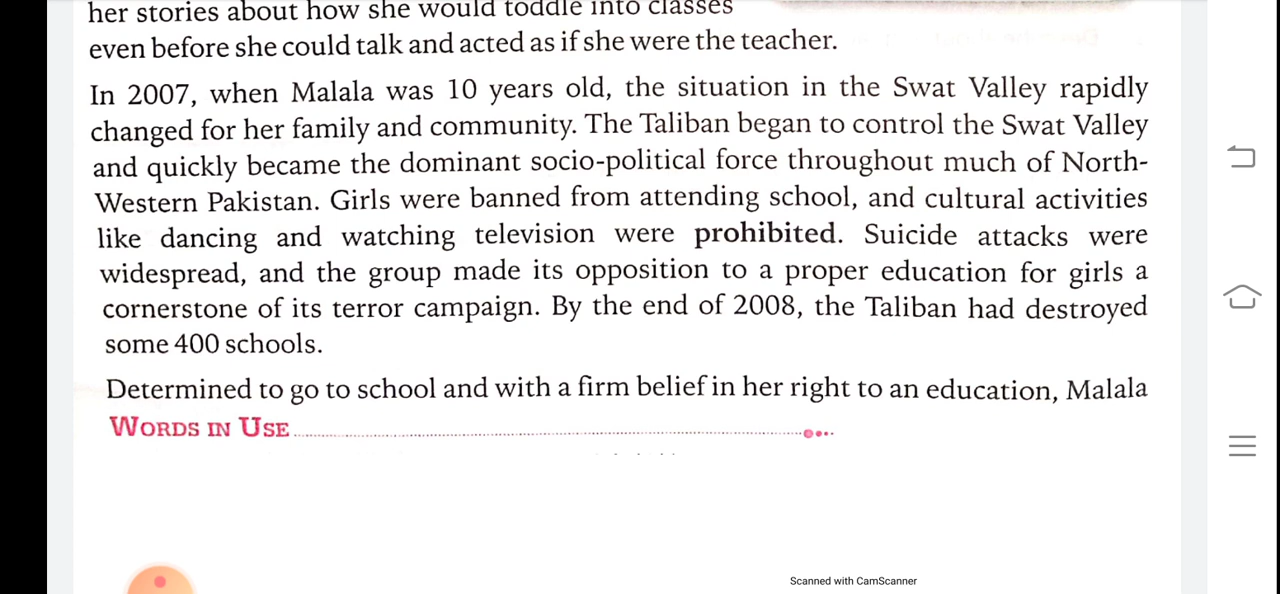 her stories about how she would toddle into classes
even before she could talk and acted as if she were the teacher.
In 2007, when Malala was 10 years old, the situation in the Swat Valley rapidly
changed for her family and community. The Taliban began to control the Swat Valley
and quickly became the dominant socio-political force throughout much of North-
Western Pakistan. Girls were banned from attending school, and cultural activities
like dancing and watching television were prohibited. Suicide attacks were
widespread, and the group made its opposition to a proper education for girls a
cornerstone of its terror campaign. By the end of 2008, the Taliban had destroyed
some 400 schools.
Determined to go to school and with a firm belief in her right to an education, Malala
WORDS IN USE
Scanned with CamScanner